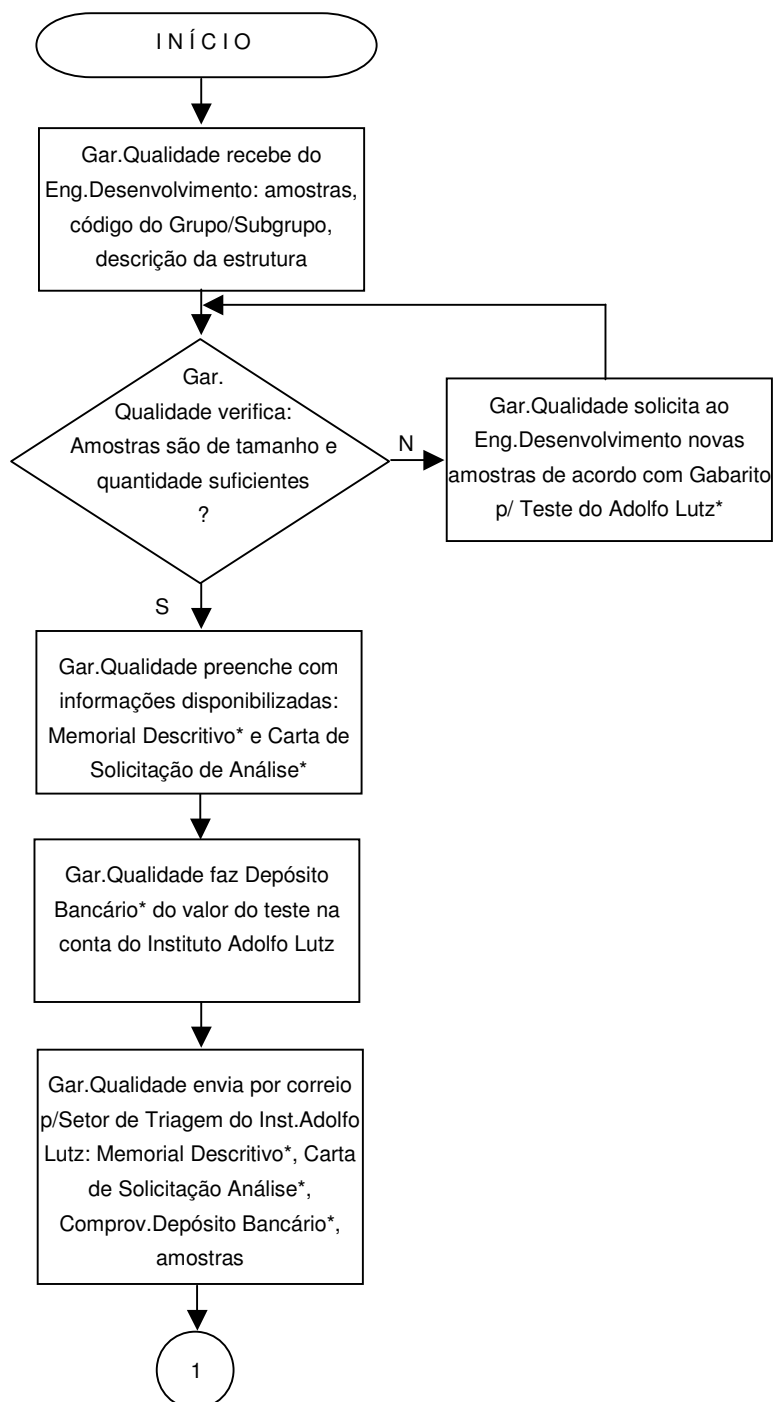 INÍCIO
Gar.Qualidade recebe do
Eng.Desenvolvimento: amostras,
código do Grupo/Subgrupo,
descrição da estrutura
Gar.
Qualidade verifica:
Amostras são de tamanho e
quantidade suficientes
?
N
Gar.Qualidade solicita ao
Eng.Desenvolvimento novas
amostras de acordo com Gabarito
p/ Teste do Adolfo Lutz*
S
Gar.Qualidade preenche com
informações disponibilizadas:
Memorial Descritivo* e Carta de
Solicitação de Análise*
Gar.Qualidade faz Depósito
Bancário* do valor do teste na
conta do Instituto Adolfo Lutz
Gar.Qualidade envia por correio
p/Setor de Triagem do Inst.Adolfo
Lutz: Memorial Descritivo*, Carta
de Solicitação Análise*,
Comprov.Depósito Bancário*,
amostras
1